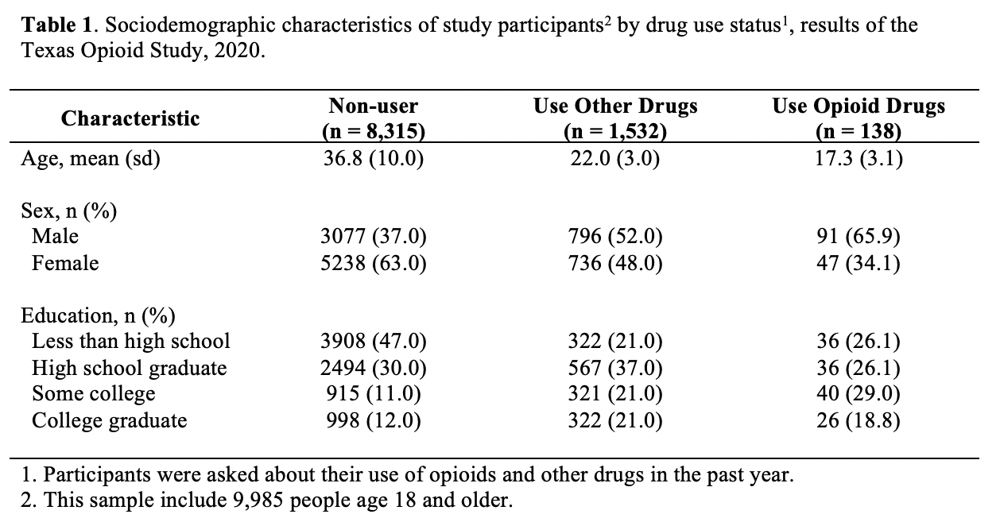 Table 1. Sociodemographic characteristics of study participants² by drug use status¹, results of the
Texas Opioid Study, 2020.
Characteristic Non-user (n = 8,315) Use Other Drugs (n = 1,532) Use Opioid Drugs (n = 138)
Age, mean (sd) 36.8 (10.0) 22.0 (3.0) 17.3 (3.1)
Sex, n (%)
Male 3077 (37.0) 796 (52.0) 91 (65.9)
Female 5238 (63.0) 736 (48.0) 47 (34.1)
Education, n (%)
Less than high school 3908 (47.0) 322 (21.0) 36 (26.1)
High school graduate 2494 (30.0) 567 (37.0) 36 (26.1)
Some college 915 (11.0) 321 (21.0) 40 (29.0)
College graduate 998 (12.0) 322 (21.0) 26 (18.8)
1. Participants were asked about their use of opioids and other drugs in the past year.
2. This sample include 9,985 people age 18 and older.